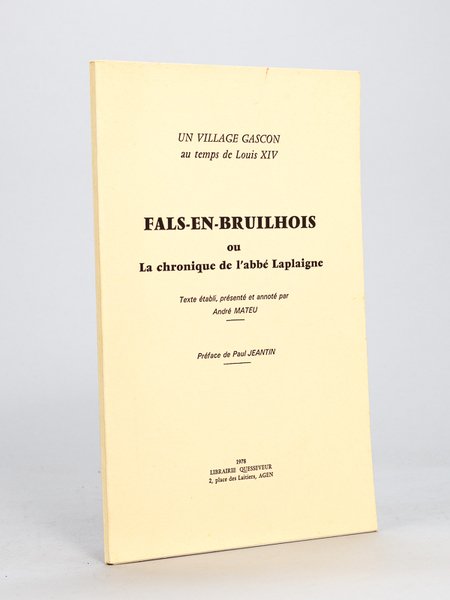 UN VILLAGE GASCON
au temps de Louis XIV
FALS-EN-BRUILHOIS
ou
La chronique de l'abbé Laplaigne
Texte établi, présenté et annoté par
André MATEU
Préface de Paul JEANTIN
1978
LIBRAIRIE QUESSEVEUR
2, place des Laitiers, AGEN